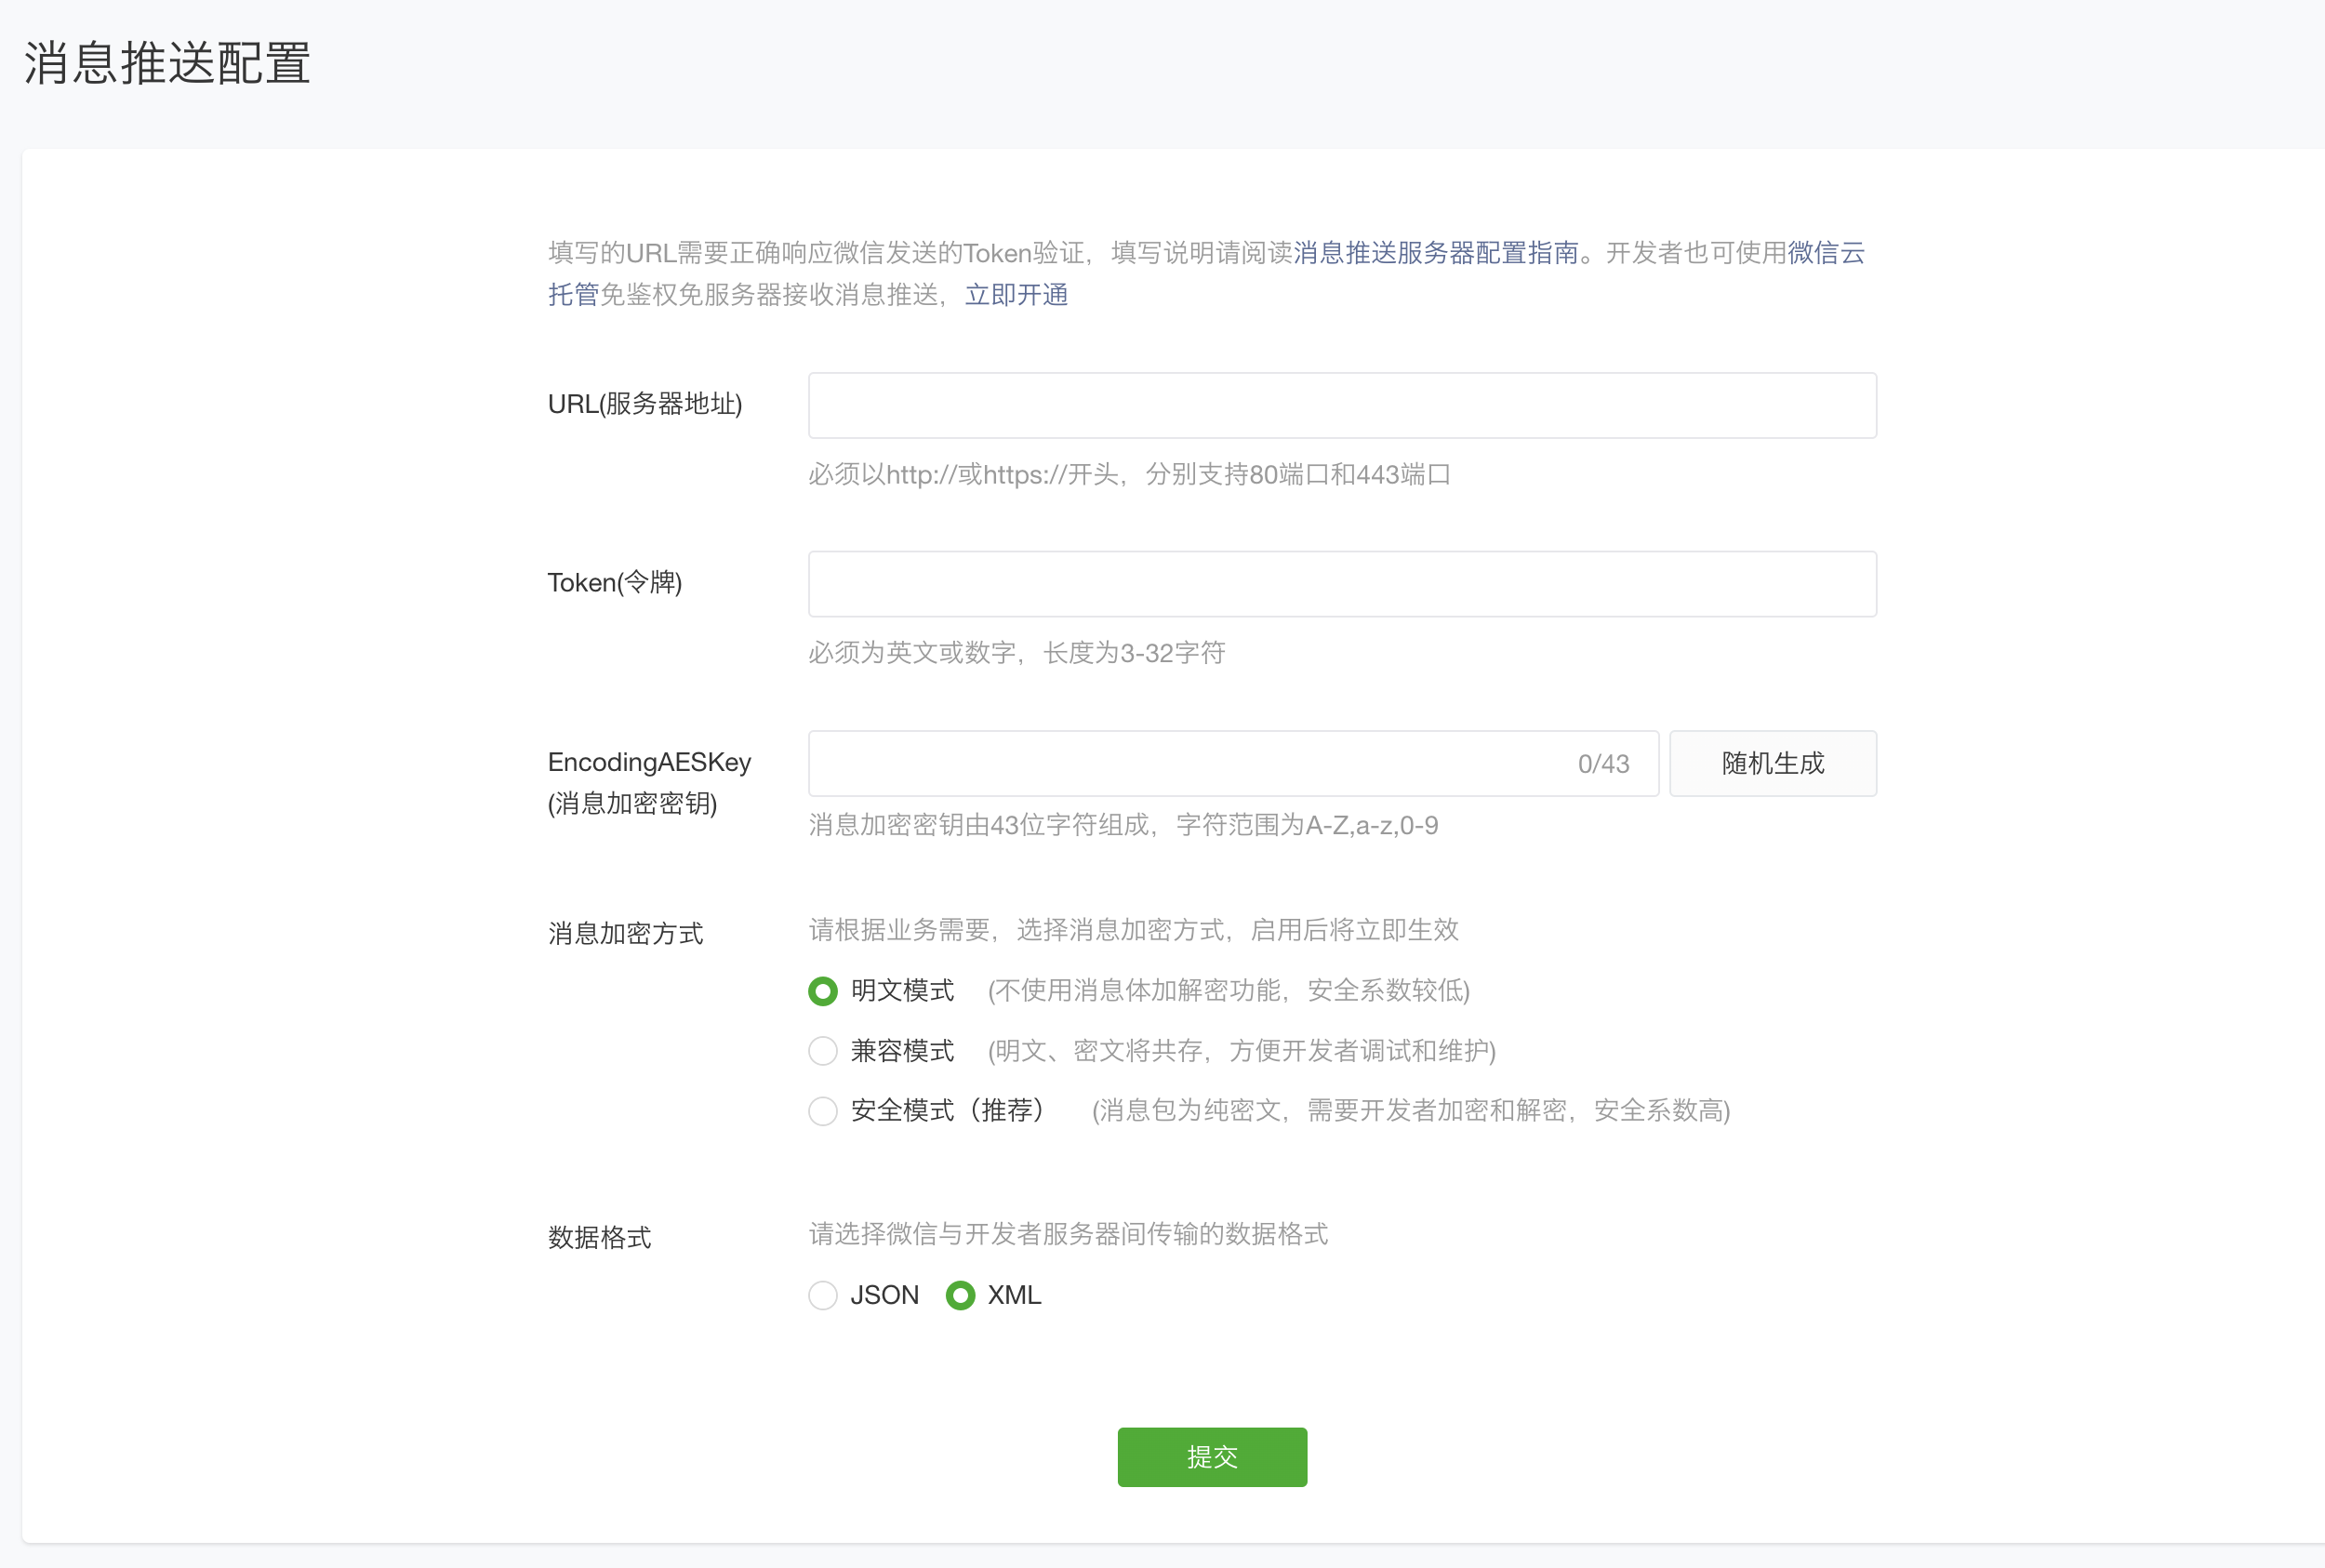 消息推送配置
填写的URL需要正确响应微信发送的Token验证，填写说明请阅读消息推送服务器配置指南。开发者也可使用微信云
托管免鉴权免服务器接收消息推送，立即开通
URL(服务器地址)
必须以http://或https://开头，分别支持80端口和443端口
Token(令牌)
必须为英文或数字，长度为3-32字符
EncodingAESKey
(消息加密密钥)
0/43
随机生成
消息加密密钥由43位字符组成，字符范围为A-Z,a-z,0-9
消息加密方式
请根据业务需要，选择消息加密方式，启用后将立即生效
明文模式 (不使用消息体加解密功能，安全系数较低)
兼容模式 (明文、密文将共存，方便开发者调试和维护)
安全模式（推荐） (消息包为纯密文，需要开发者加密和解密，安全系数高)
数据格式
请选择微信与开发者服务器间传输的数据格式
JSON XML
提交